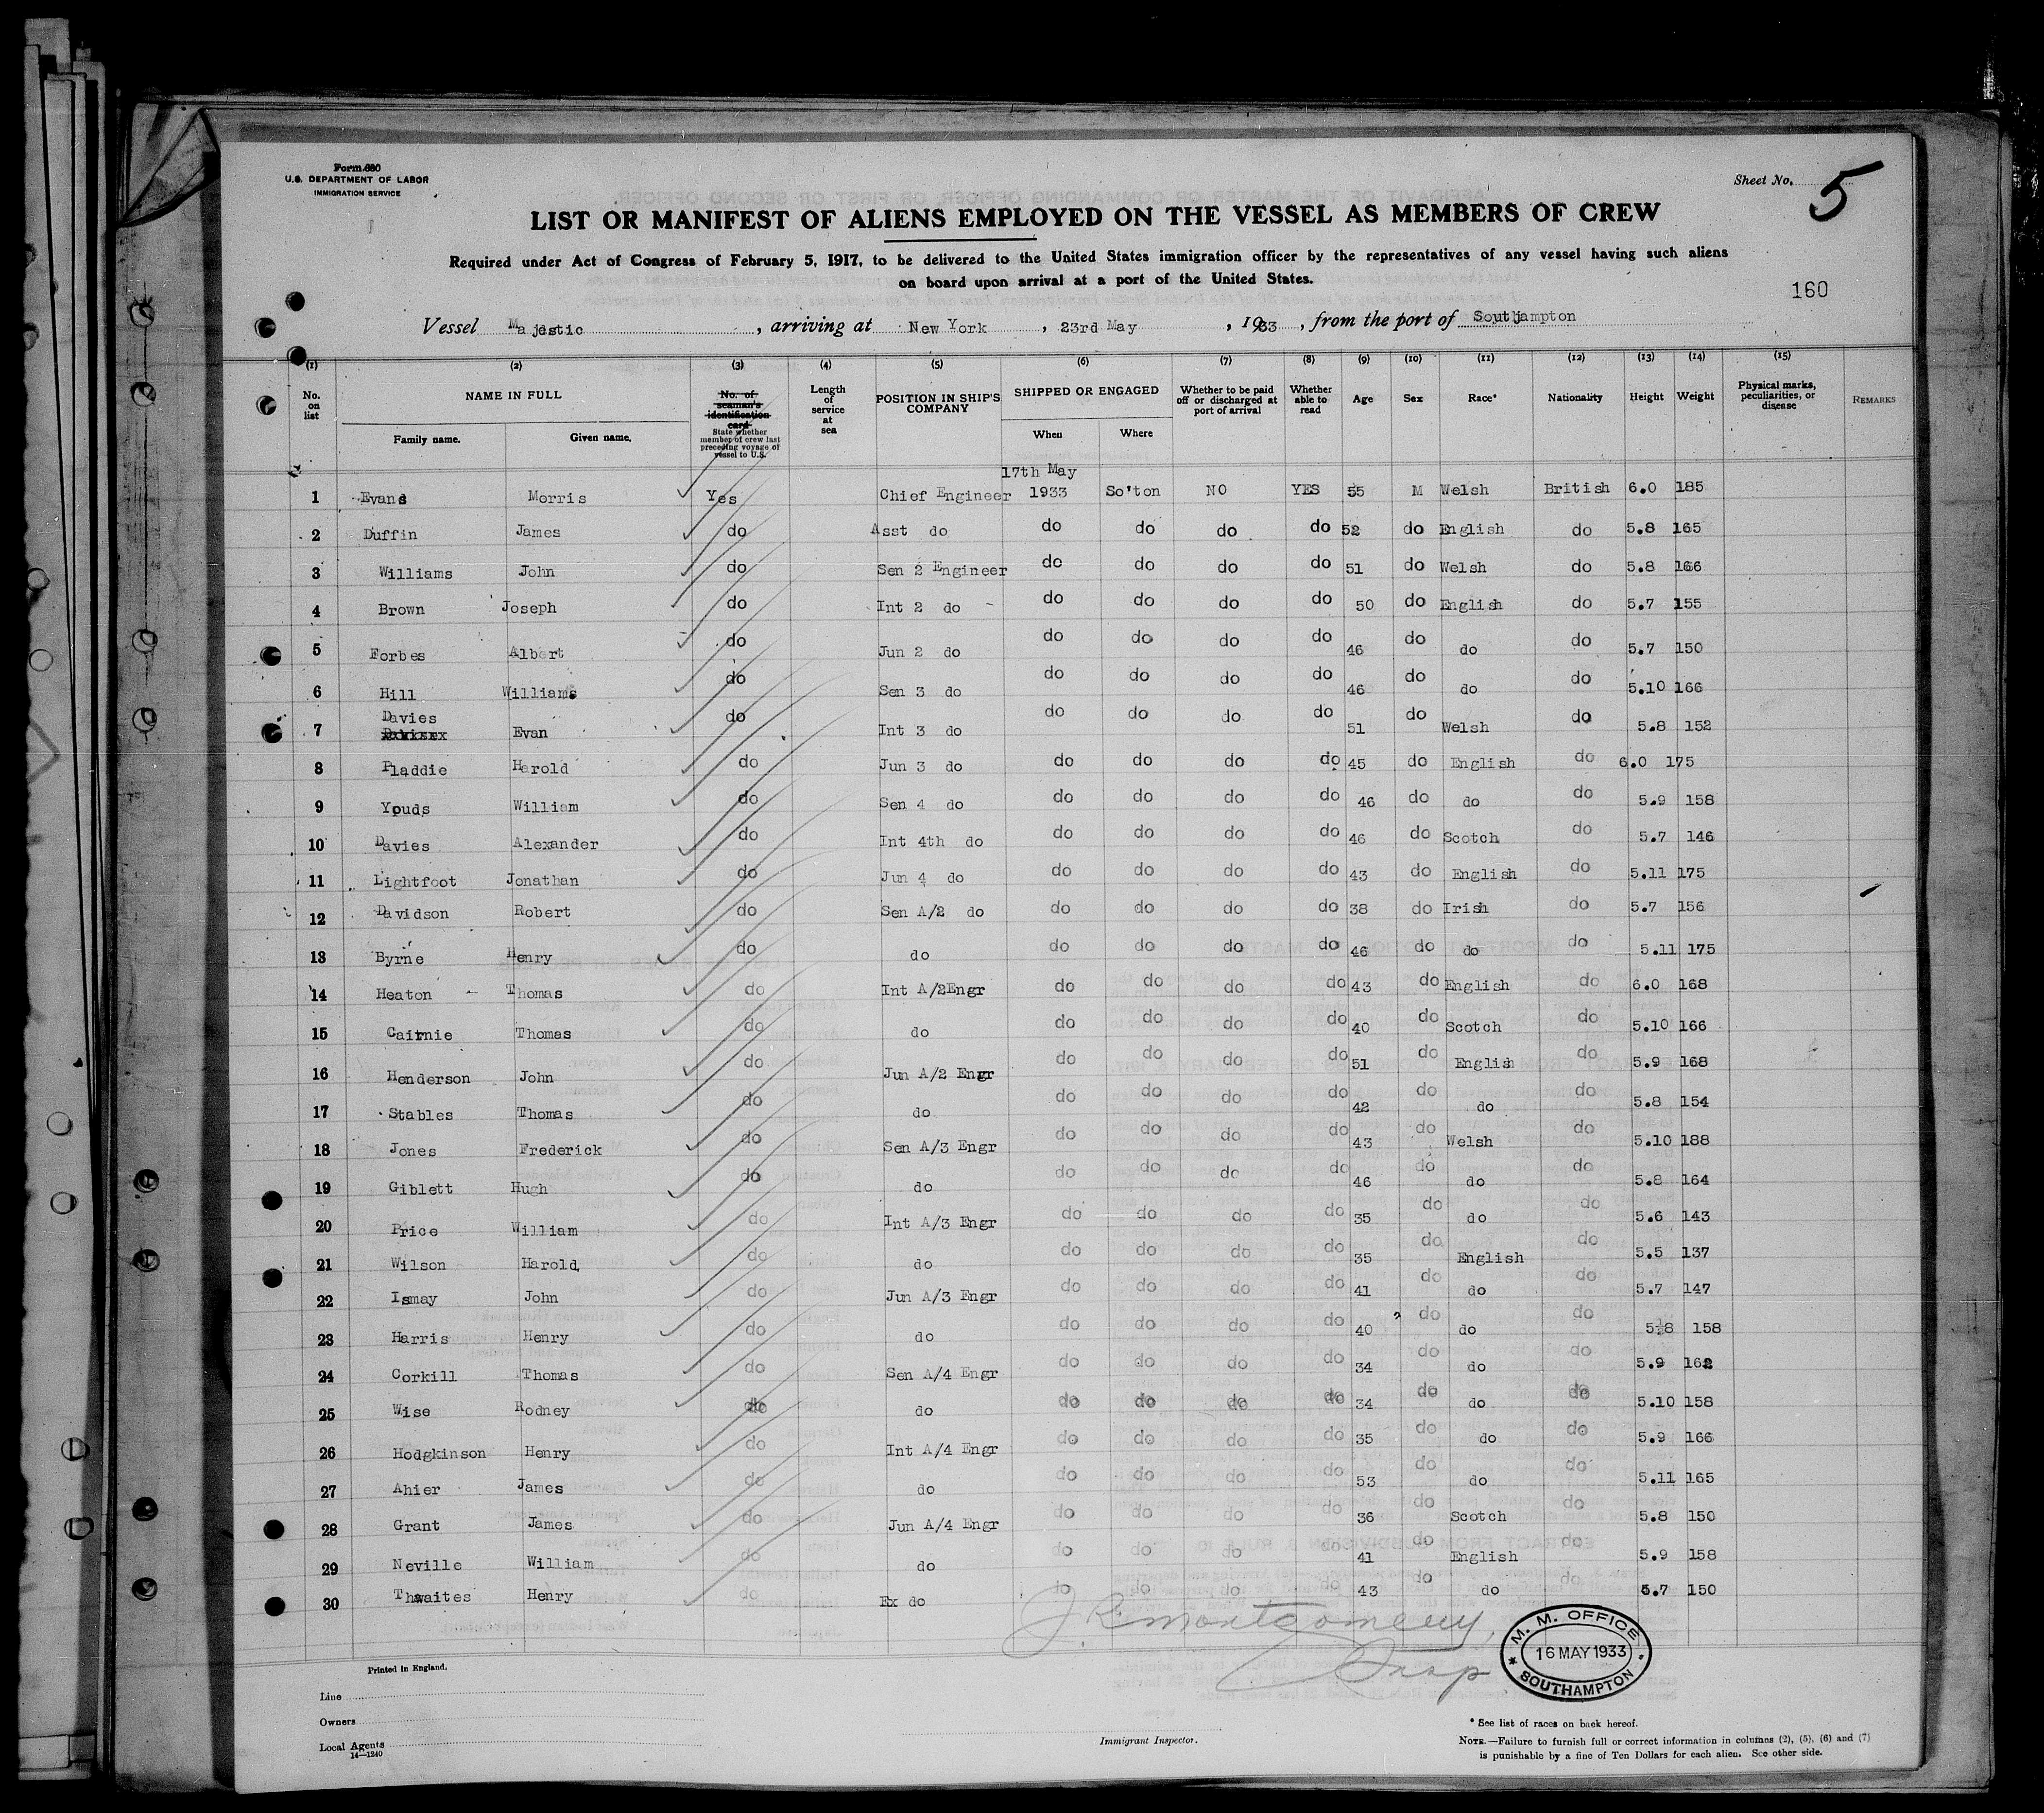 Form 680
U.S. DEPARTMENT OF LABOR
IMMIGRATION SERVICE
Sheet No. 5
LIST OR MANIFEST OF ALIENS EMPLOYED ON THE VESSEL AS MEMBERS OF CREW
Required under Act of Congress of February 5, 1917, to be delivered to the United States immigration officer by the representatives of any vessel having such aliens
on board upon arrival at a port of the United States.
160
Vessel Majestic, arriving at New York, 23rd May, 1933, from the port of Southampton
(1) (2) (3) (4) (5) (6) (7) (8) (9) (10) (11) (12) (13) (14) (15)
No. on list NAME IN FULL Family name. Given name. No. of seaman's identification card State whether member of crew last preceding voyage of vessel to U.S. Length of service at sea POSITION IN SHIP'S COMPANY SHIPPED OR ENGAGED When Where Whether to be paid off or discharged at port of arrival Whether able to read Age Sex Race* Nationality Height Weight Physical marks, peculiarities, or disease REMARKS
17th May
1 Evans Morris Yes Chief Engineer 1933 So'ton NO YES 55 M Welsh British 6.0 185
2 Duffin James do Asst do do do do do 52 do English do 5.8 165
3 Williams John do Sen 2 Engineer do do do do 51 do Welsh do 5.8 166
4 Brown Joseph do Int 2 do do do do do 50 do English do 5.7 155
5 Forbes Albert do Jun 2 do do do do do 46 do do do 5.7 150
6 Hill Williams do Sen 3 do do do do do 46 do do do 5.10 166
7 Davies Evan do Int 3 do do do do do 51 do Welsh do 5.8 152
8 Pladdie Harold do Jun 3 do do do do do 45 do English do 6.0 175
9 Youds William do Sen 4 do do do do do 46 do do do 5.9 158
10 Davies Alexander do Int 4th do do do do do 46 do Scotch do 5.7 146
11 Lightfoot Jonathan do Jun 4 do do do do do 43 do English do 5.11 175
12 Davidson Robert do Sen A/2 do do do do do 38 do Irish do 5.7 156
13 Byrne Henry do do do do do do 46 do do do 5.11 175
14 Heaton Thomas do Int A/2Engr do do do do 43 do English do 6.0 168
15 Cairnie Thomas do do do do do do 40 do Scotch do 5.10 166
16 Henderson John do Jun A/2 Engr do do do do 51 do English do 5.9 168
17 Stables Thomas do do do do do do 42 do do do 5.8 154
18 Jones Frederick do Sen A/3 Engr do do do do 43 do Welsh do 5.10 188
19 Giblett Hugh do do do do do do 46 do do do 5.8 164
20 Price William do Int A/3 Engr do do do do 35 do do do 5.6 143
21 Wilson Harold do do do do do do 35 do English do 5.5 137
22 Ismay John do Jun A/3 Engr do do do do 41 do do do 5.7 147
23 Harris Henry do do do do do do 40 do do do 5.8 158
24 Corkill Thomas do Sen A/4 Engr do do do do 34 do do do 5.9 162
25 Wise Rodney do do do do do do 34 do do do 5.10 158
26 Hodgkinson Henry do Int A/4 Engr do do do do 35 do do do 5.9 166
27 Ahier James do do do do do do 53 do do do 5.11 165
28 Grant James do Jun A/4 Engr do do do do 36 do Scotch do 5.8 150
29 Neville William do do do do do do 41 do English do 5.9 158
30 Thwaites Henry do Ex do do do do do 43 do do do 5.7 150
J. R. Montgomery,
Insp
M. M. OFFICE
16 MAY 1933
SOUTHAMPTON
Printed in England.
Line
Owners
Local Agents
14—1240
Immigrant Inspector.
* See list of races on back hereof.
NOTE.—Failure to furnish full or correct information in columns (2), (5), (6) and (7)
is punishable by a fine of Ten Dollars for each alien. See other side.